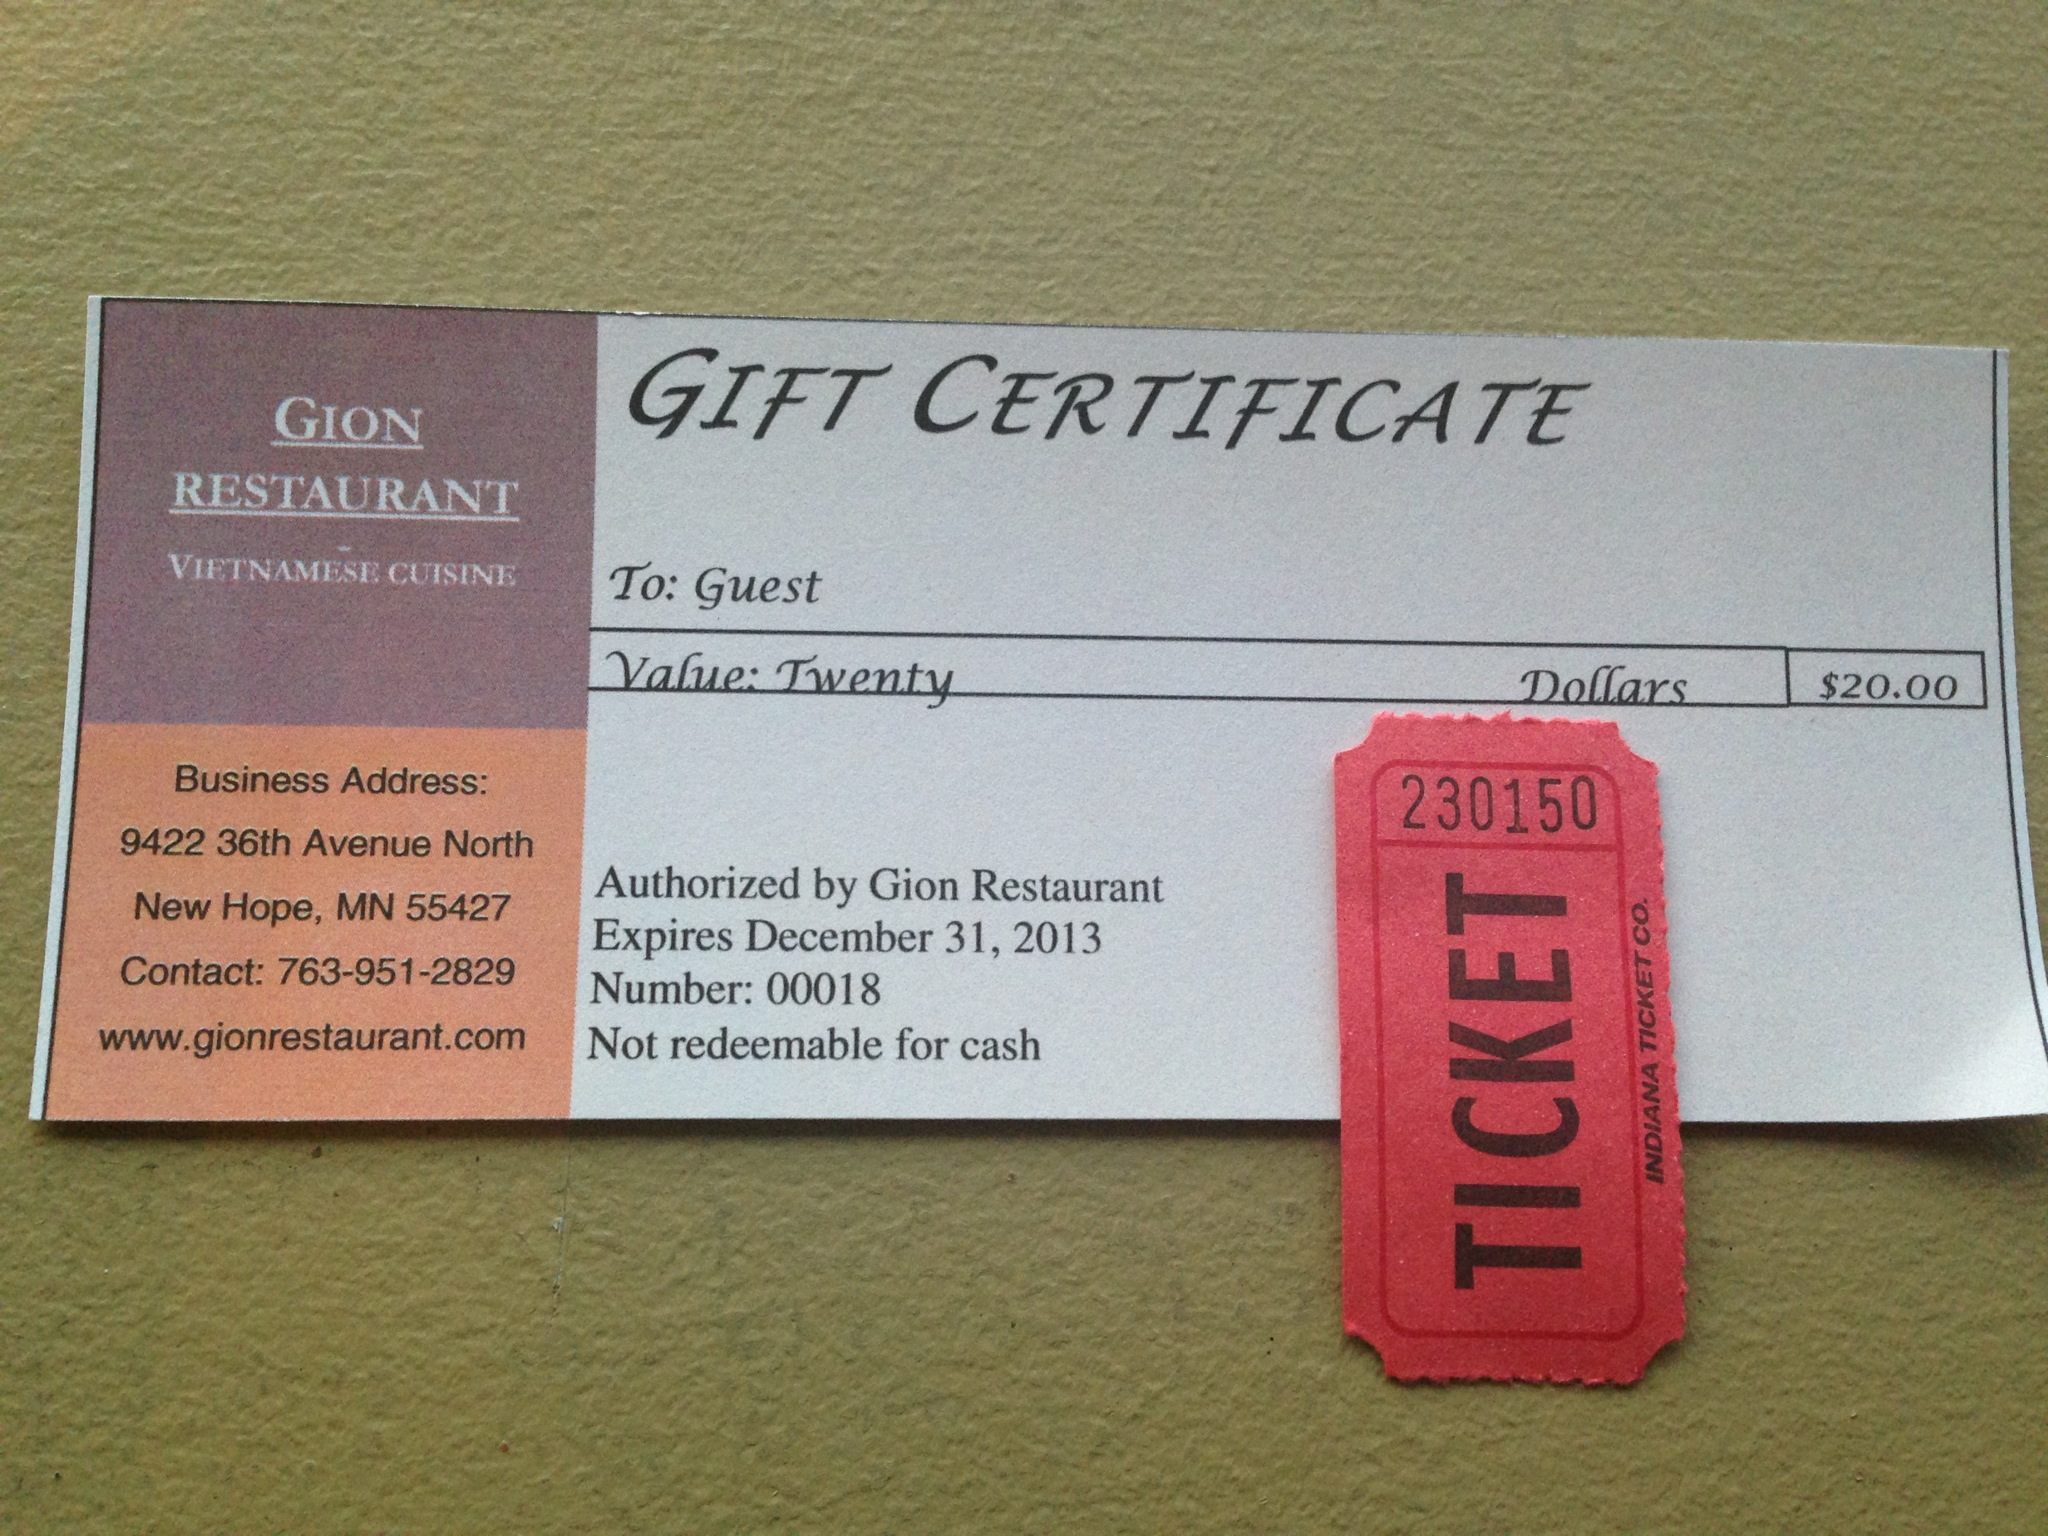 GION
RESTAURANT
VIETNAMESE CUISINE
Business Address:
9422 36th Avenue North
New Hope, MN 55427
Contact: 763-951-2829
www.gionrestaurant.com
GIFT CERTIFICATE
To: Guest
Value: Twenty Dollars $20.00
Authorized by Gion Restaurant
Expires December 31, 2013
Number: 00018
Not redeemable for cash
230150
TICKET
INDIANA TICKET CO.